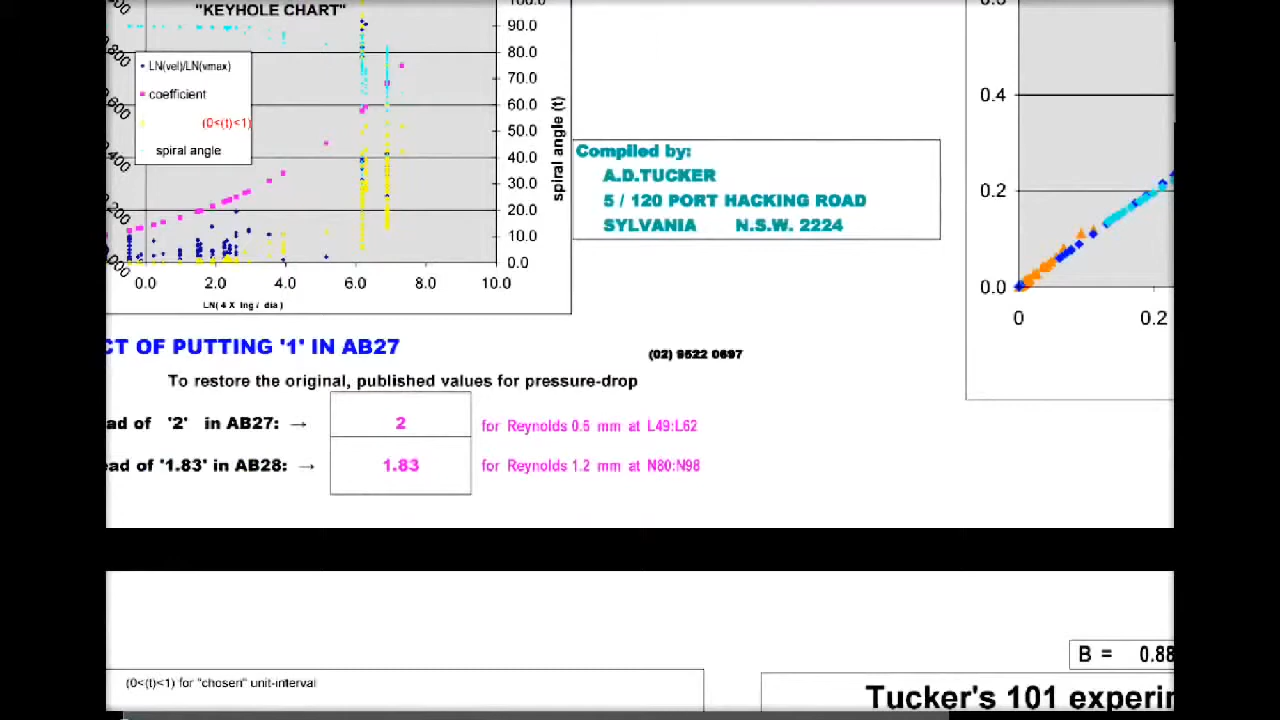 "KEYHOLE CHART"
90.0
80.0
70.0
60.0
50.0
40.0
30.0
20.0
10.0
0.0
LN(vel)/LN(vmax)
coefficient
(0<(t)<1)
spiral angle
spiral angle (t)
0.0 2.0 4.0 6.0 8.0 10.0
LN( 4 X lng / dia )
Compiled by:
A.D.TUCKER
5 / 120 PORT HACKING ROAD
SYLVANIA N.S.W. 2224
0.4
0.2
0.0
0 0.2
CT OF PUTTING '1' IN AB27
(02) 9522 0697
To restore the original, published values for pressure-drop
ad of '2' in AB27: → 2 for Reynolds 0.5 mm at L49:L62
ead of '1.83' in AB28: → 1.83 for Reynolds 1.2 mm at N80:N98
B = 0.88
(0<(t)<1) for "chosen" unit-interval
Tucker's 101 experi